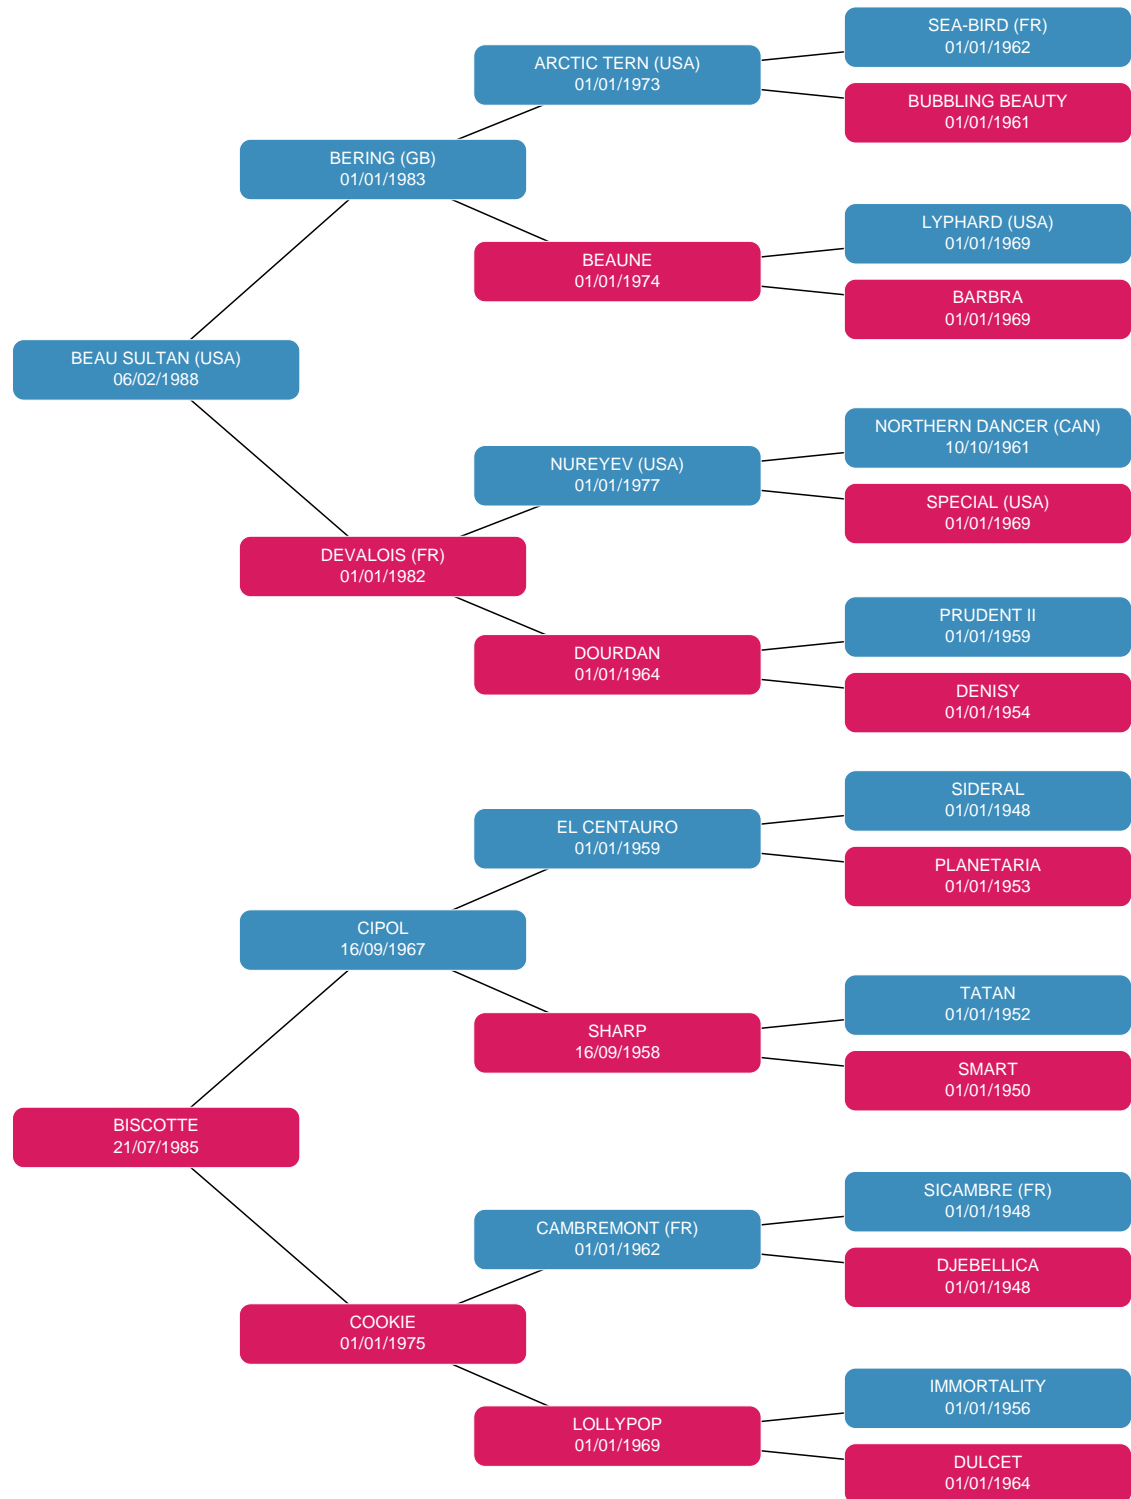 SEA-BIRD (FR)
01/01/1962
ARCTIC TERN (USA)
01/01/1973
BUBBLING BEAUTY
01/01/1961
BERING (GB)
01/01/1983
LYPHARD (USA)
01/01/1969
BEAUNE
01/01/1974
BARBRA
01/01/1969
BEAU SULTAN (USA)
06/02/1988
NORTHERN DANCER (CAN)
10/10/1961
NUREYEV (USA)
01/01/1977
SPECIAL (USA)
01/01/1969
DEVALOIS (FR)
01/01/1982
PRUDENT II
01/01/1959
DOURDAN
01/01/1964
DENISY
01/01/1954
SIDERAL
01/01/1948
EL CENTAURO
01/01/1959
PLANETARIA
01/01/1953
CIPOL
16/09/1967
TATAN
01/01/1952
SHARP
16/09/1958
SMART
01/01/1950
BISCOTTE
21/07/1985
SICAMBRE (FR)
01/01/1948
CAMBREMONT (FR)
01/01/1962
DJEBELLICA
01/01/1948
COOKIE
01/01/1975
IMMORTALITY
01/01/1956
LOLLYPOP
01/01/1969
DULCET
01/01/1964